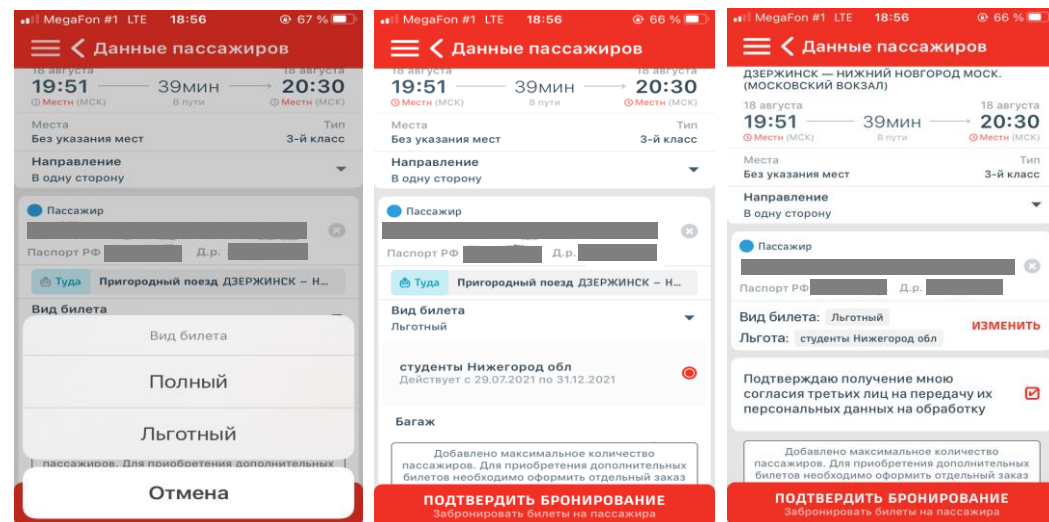 MegaFon #1 LTE 18:56 67 %
Данные пассажиров
18 августа 18 августа
19:51 39мин 20:30
Местн (МСК) В пути Местн (МСК)
Места Тип
Без указания мест 3-й класс
Направление
В одну сторону
Пассажир
Паспорт РФ Д.р.
Туда Пригородный поезд ДЗЕРЖИНСК – Н...
Вид билета
Вид билета
Полный
Льготный
пассажиров. Для приобретения дополнительных
Отмена
MegaFon #1 LTE 18:56 66 %
Данные пассажиров
18 августа 18 августа
19:51 39мин 20:30
Местн (МСК) В пути Местн (МСК)
Места Тип
Без указания мест 3-й класс
Направление
В одну сторону
Пассажир
Паспорт РФ Д.р.
Туда Пригородный поезд ДЗЕРЖИНСК – Н...
Вид билета
Льготный
студенты Нижегород обл
Действует с 29.07.2021 по 31.12.2021
Багаж
Добавлено максимальное количество
пассажиров. Для приобретения дополнительных
билетов необходимо оформить отдельный заказ
ПОДТВЕРДИТЬ БРОНИРОВАНИЕ
Забронировать билеты на пассажира
MegaFon #1 LTE 18:56 66 %
Данные пассажиров
ДЗЕРЖИНСК — НИЖНИЙ НОВГОРОД МОСК.
(МОСКОВСКИЙ ВОКЗАЛ)
18 августа 18 августа
19:51 39мин 20:30
Местн (МСК) В пути Местн (МСК)
Места Тип
Без указания мест 3-й класс
Направление
В одну сторону
Пассажир
Паспорт РФ Д.р.
Вид билета: Льготный
ИЗМЕНИТЬ
Льгота: студенты Нижегород обл
Подтверждаю получение мною
согласия третьих лиц на передачу их
персональных данных на обработку
Добавлено максимальное количество
пассажиров. Для приобретения дополнительных
билетов необходимо оформить отдельный заказ
ПОДТВЕРДИТЬ БРОНИРОВАНИЕ
Забронировать билеты на пассажира